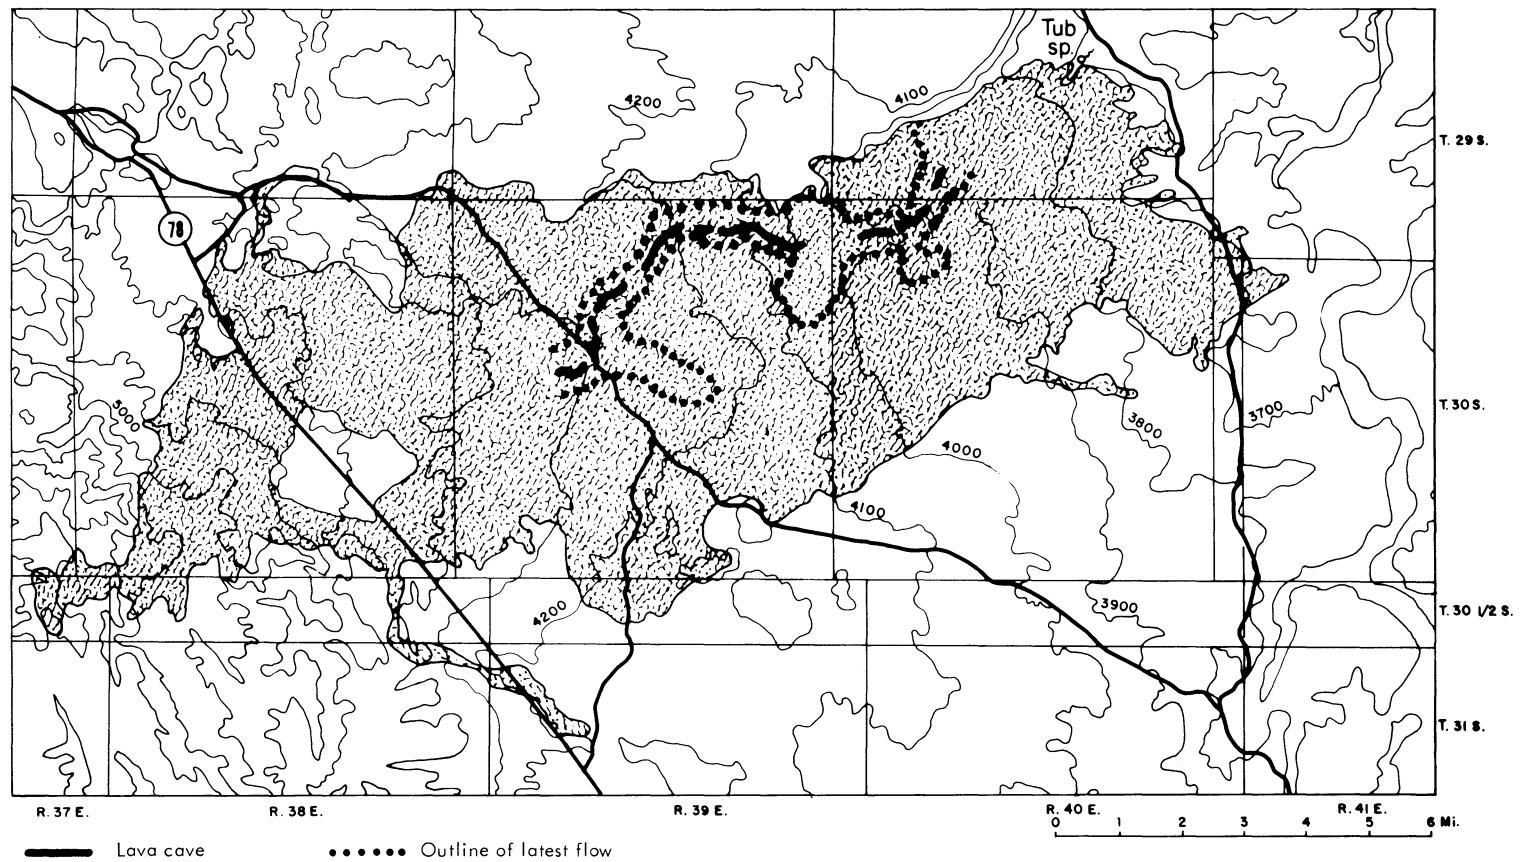 Tub
sp.
4200
4100
T. 29 S.
78
5000
T. 30 S.
3700
3800
4000
4100
4200
3900
T. 30 1/2 S.
T. 31 S.
R. 37 E.
R. 38 E.
R. 39 E.
R. 40 E.
R. 41 E.
0 1 2 3 4 5 6 Mi.
Lava cave
Outline of latest flow